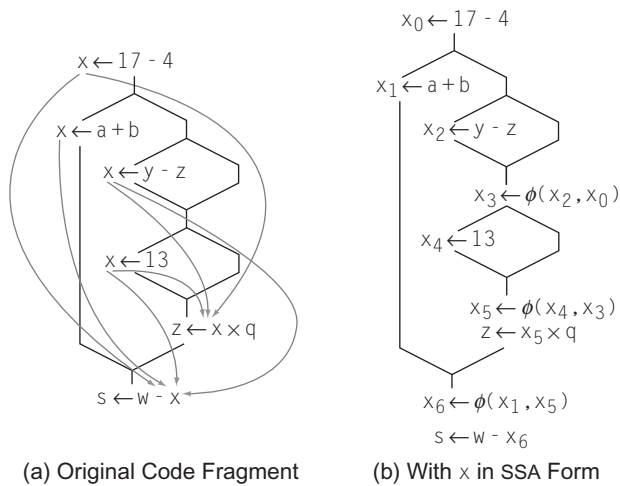 x ← 17 - 4
x ← a + b
x ← y - z
x ← 13
z ← x × q
s ← w - x
(a) Original Code Fragment
x₀ ← 17 - 4
x₁ ← a + b
x₂ ← y - z
x₃ ← ϕ(x₂, x₀)
x₄ ← 13
x₅ ← ϕ(x₄, x₃)
z ← x₅ × q
x₆ ← ϕ(x₁, x₅)
s ← w - x₆
(b) With x in SSA Form